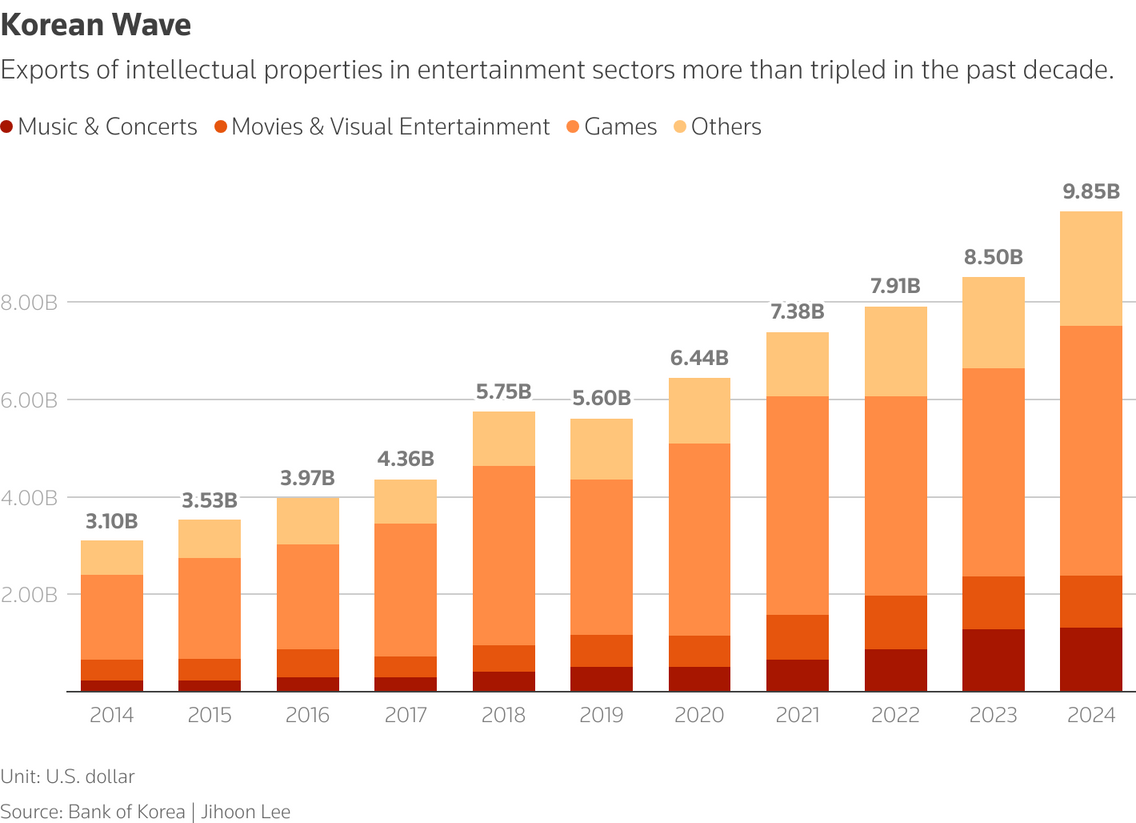 Korean Wave
Exports of intellectual properties in entertainment sectors more than tripled in the past decade.
Music & Concerts Movies & Visual Entertainment Games Others
9.85B
8.50B
7.91B
8.00B
7.38B
6.44B
5.75B
5.60B
6.00B
4.36B
3.97B
3.53B
4.00B
3.10B
2.00B
2014 2015 2016 2017 2018 2019 2020 2021 2022 2023 2024
Unit: U.S. dollar
Source: Bank of Korea | Jihoon Lee